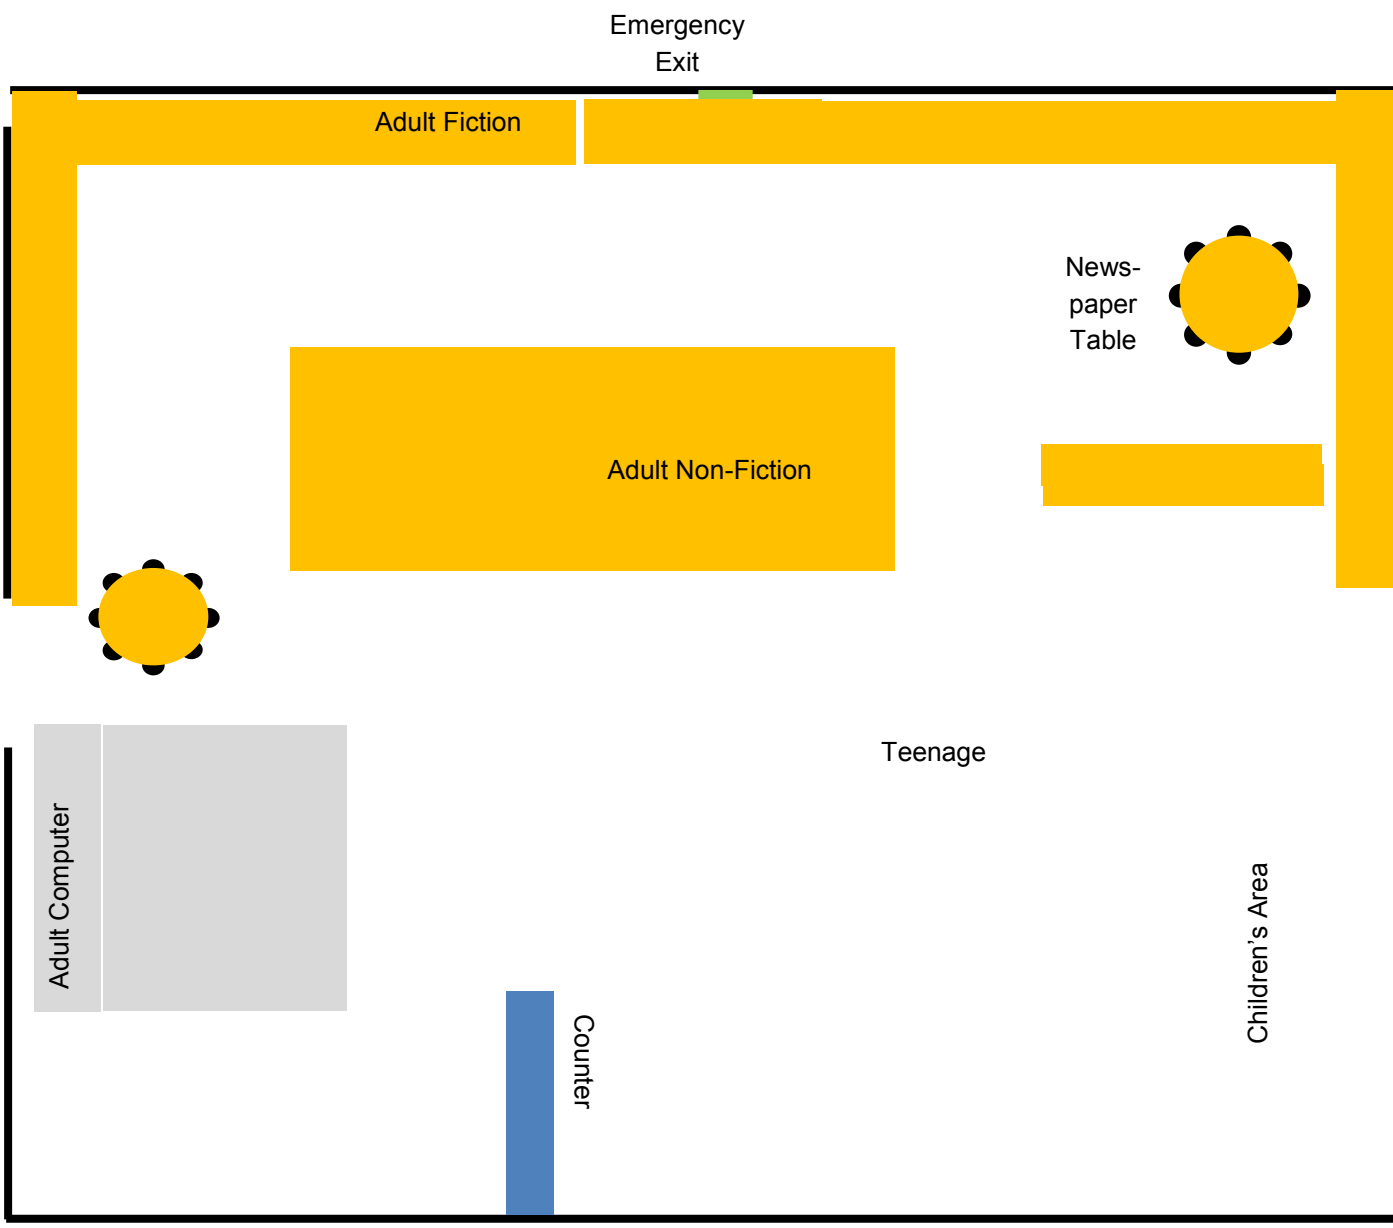 Emergency
Exit
Adult Fiction
News-
paper
Table
Adult Non-Fiction
Teenage
Adult Computer
Children’s Area
Counter